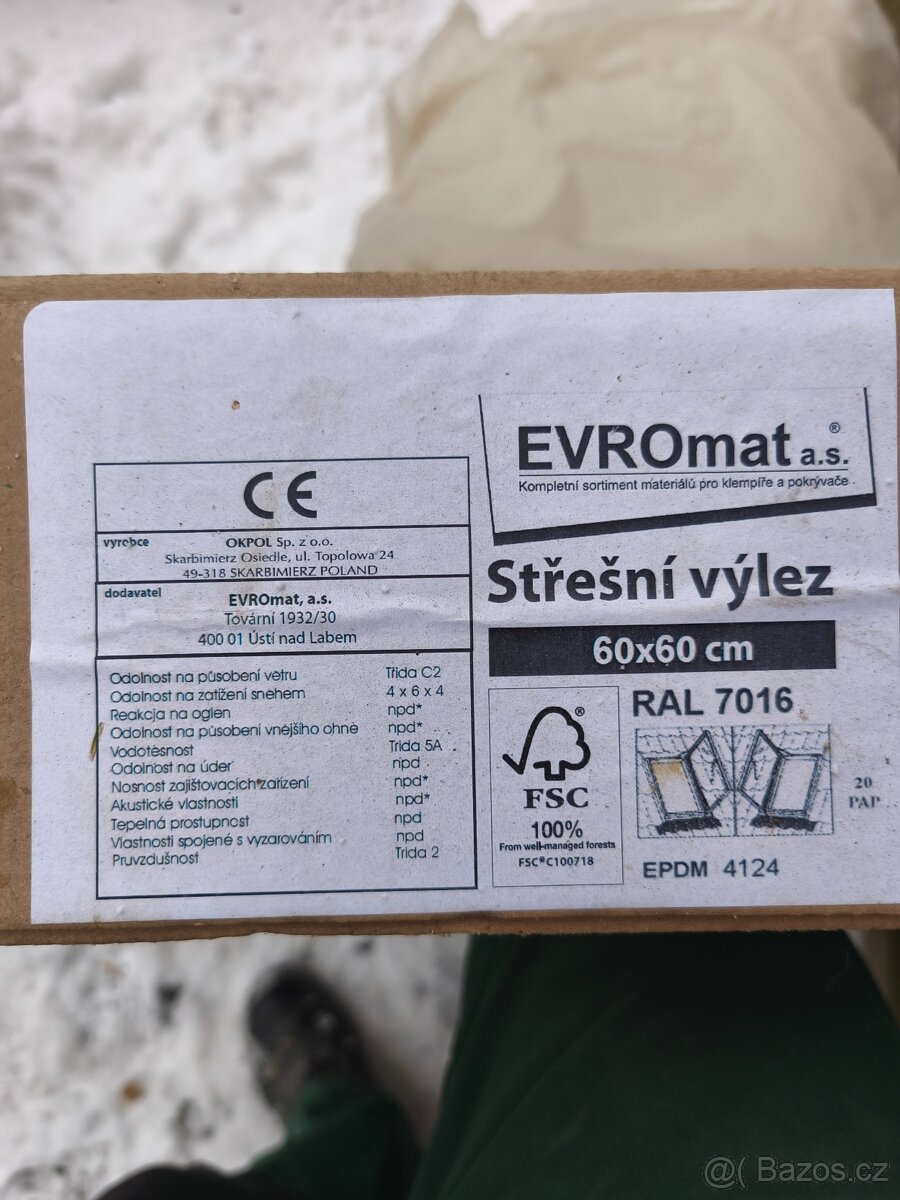 CE
výrobce
OKPOL Sp. z o.o.
Skarbimierz Osiedle, ul. Topolowa 24
49-318 SKARBIMIERZ POLAND
dodavatel
EVROmat, a.s.
Tovární 1932/30
400 01 Ústí nad Labem
Odolnost na působení vetru Třída C2
Odolnost na zatížení snehem 4 x 6 x 4
Reakcja na ogien npd*
Odolnost na působení vnějšího ohně npd*
Vodotěsnost Trida 5A
Odolnost na úder npd
Nosnost zajištovacích zařízení npd*
Akustické vlastnosti npd*
Tepelná prostupnost npd
Vlastnosti spojené s vyzarováním npd
Pruvzdušnost Trida 2
EVROmat a.s.®
Kompletní sortiment materiálů pro klempíře a pokrývače
Střešní výlez
60x60 cm
RAL 7016
®
FSC
100%
From well-managed forests
FSC®C100718
20
PAP
EPDM 4124
@( Bazos.cz